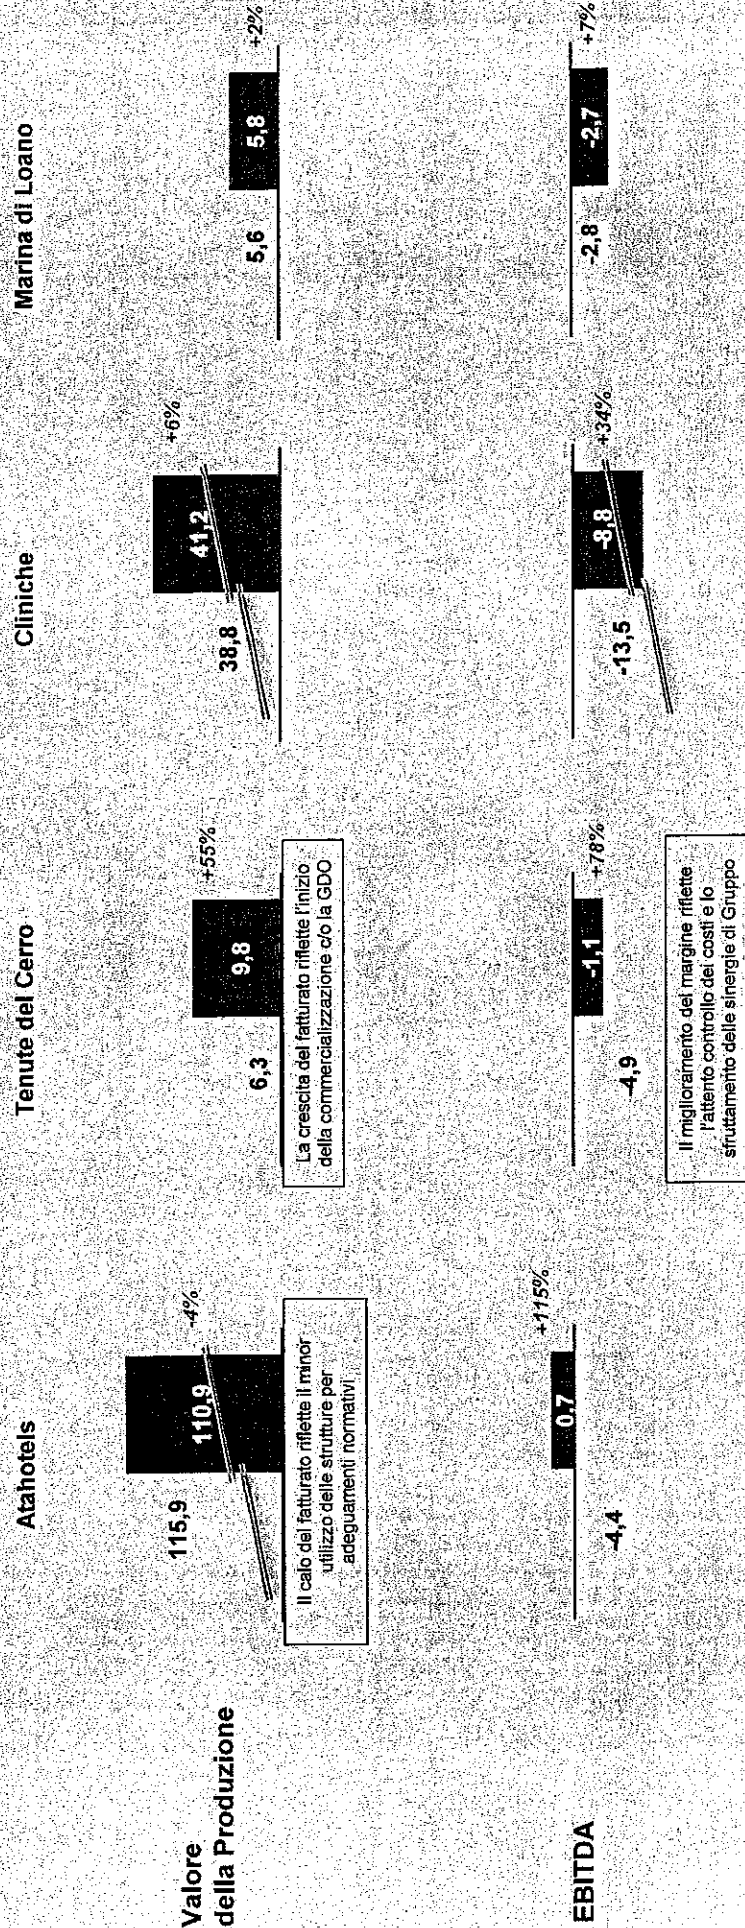 Atahotels
Tenute del Cerro
Cliniche
Marina di Loano
Valore
della Produzione
115,9
110,9
-4%
6,3
9,8
+55%
38,8
41,2
+6%
5,6
5,8
+2%
Il calo del fatturato riflette il minor
utilizzo delle strutture per
adeguamenti normativi
La crescita del fatturato riflette l'inizio
della commercializzazione c/o la GDO
EBITDA
-4,4
0,7
+115%
-4,9
-1,1
+78%
-13,5
-8,8
+34%
-2,8
-2,7
+7%
Il miglioramento del margine riflette
l'attento controllo dei costi e lo
sfruttamento delle sinergie di Gruppo